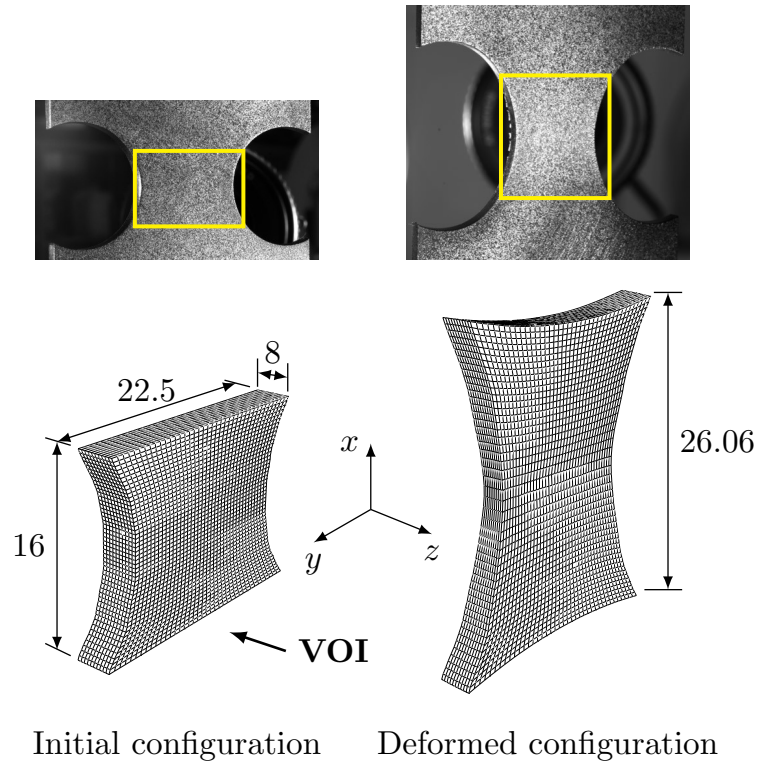 8
22.5
x
26.06
16
y
z
VOI
Initial configuration
Deformed configuration